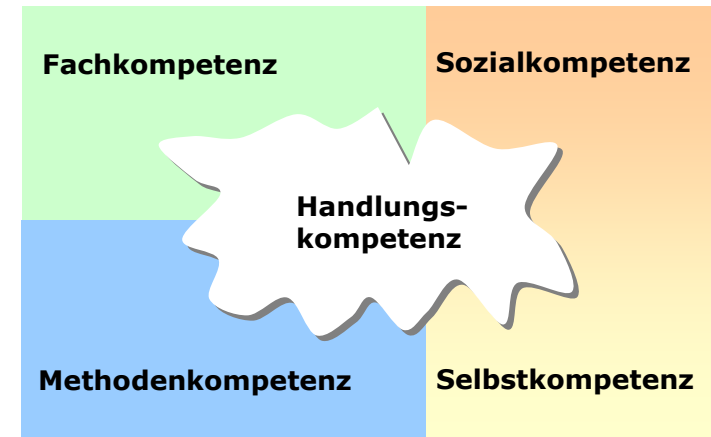 Fachkompetenz
Sozialkompetenz
Handlungs-
kompetenz
Methodenkompetenz
Selbstkompetenz